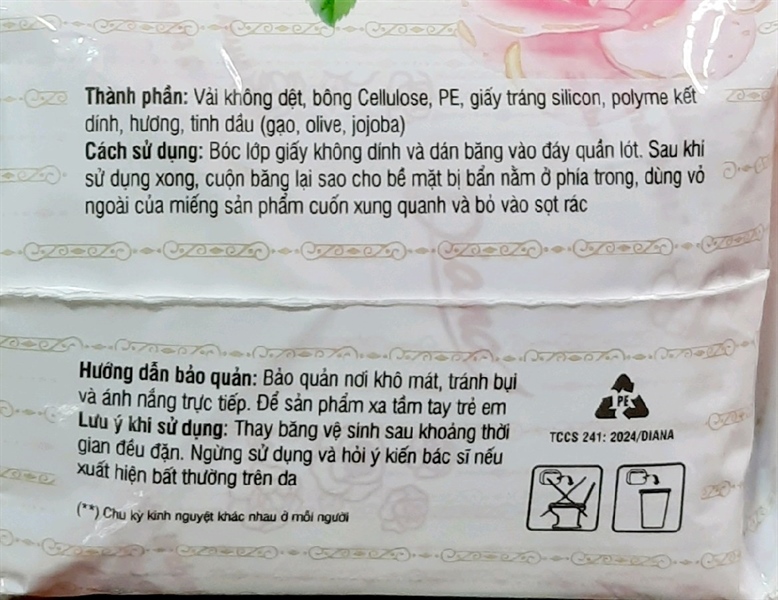 Thành phần: Vải không dệt, bông Cellulose, PE, giấy tráng silicon, polyme kết
dính, hương, tinh dầu (gạo, olive, jojoba)
Cách sử dụng: Bóc lớp giấy không dính và dán băng vào đáy quần lót. Sau khi
sử dụng xong, cuộn băng lại sao cho bề mặt bị bẩn nằm ở phía trong, dùng vỏ
ngoài của miếng sản phẩm cuốn xung quanh và bỏ vào sọt rác
Hướng dẫn bảo quản: Bảo quản nơi khô mát, tránh bụi
và ánh nắng trực tiếp. Để sản phẩm xa tầm tay trẻ em
Lưu ý khi sử dụng: Thay băng vệ sinh sau khoảng thời
gian đều đặn. Ngừng sử dụng và hỏi ý kiến bác sĩ nếu
xuất hiện bất thường trên da
(**) Chu kỳ kinh nguyệt khác nhau ở mỗi người
PE
TCCS 241: 2024/DIANA